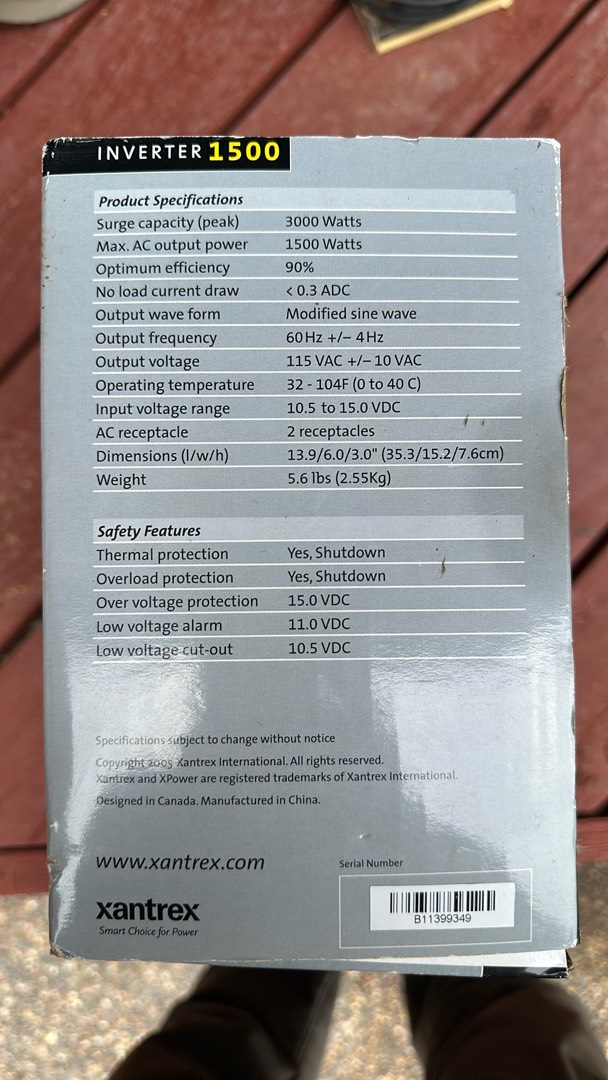 INVERTER 1500
Product Specifications
Surge capacity (peak) 3000 Watts
Max. AC output power 1500 Watts
Optimum efficiency 90%
No load current draw < 0.3 ADC
Output wave form Modified sine wave
Output frequency 60Hz +/– 4Hz
Output voltage 115 VAC +/– 10 VAC
Operating temperature 32 - 104F (0 to 40 C)
Input voltage range 10.5 to 15.0 VDC
AC receptacle 2 receptacles
Dimensions (l/w/h) 13.9/6.0/3.0" (35.3/15.2/7.6cm)
Weight 5.6 lbs (2.55Kg)
Safety Features
Thermal protection Yes, Shutdown
Overload protection Yes, Shutdown
Over voltage protection 15.0 VDC
Low voltage alarm 11.0 VDC
Low voltage cut-out 10.5 VDC
Specifications subject to change without notice
Copyright 2005 Xantrex International. All rights reserved.
Xantrex and XPower are registered trademarks of Xantrex International.
Designed in Canada. Manufactured in China.
www.xantrex.com
Serial Number
B11399349
xantrex
Smart Choice for Power